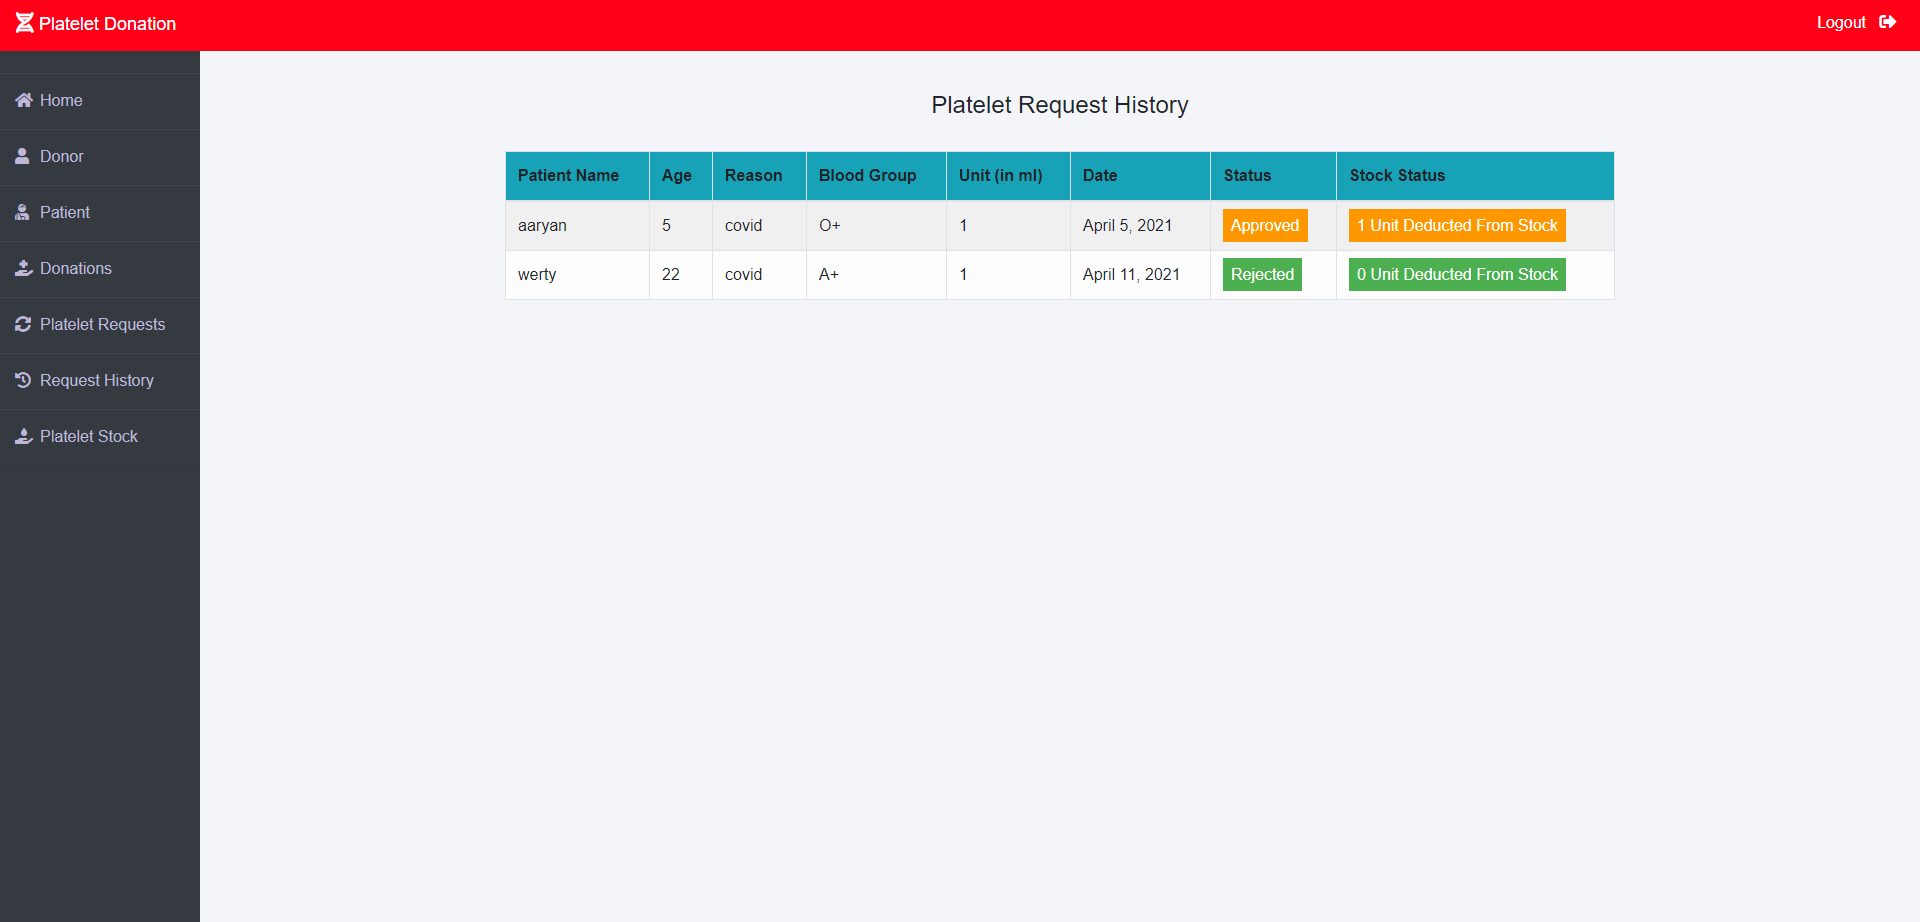 Platelet Donation
Logout
Home
Donor
Patient
Donations
Platelet Requests
Request History
Platelet Stock
Platelet Request History
Patient Name Age Reason Blood Group Unit (in ml) Date Status Stock Status
aaryan 5 covid O+ 1 April 5, 2021 Approved 1 Unit Deducted From Stock
werty 22 covid A+ 1 April 11, 2021 Rejected 0 Unit Deducted From Stock